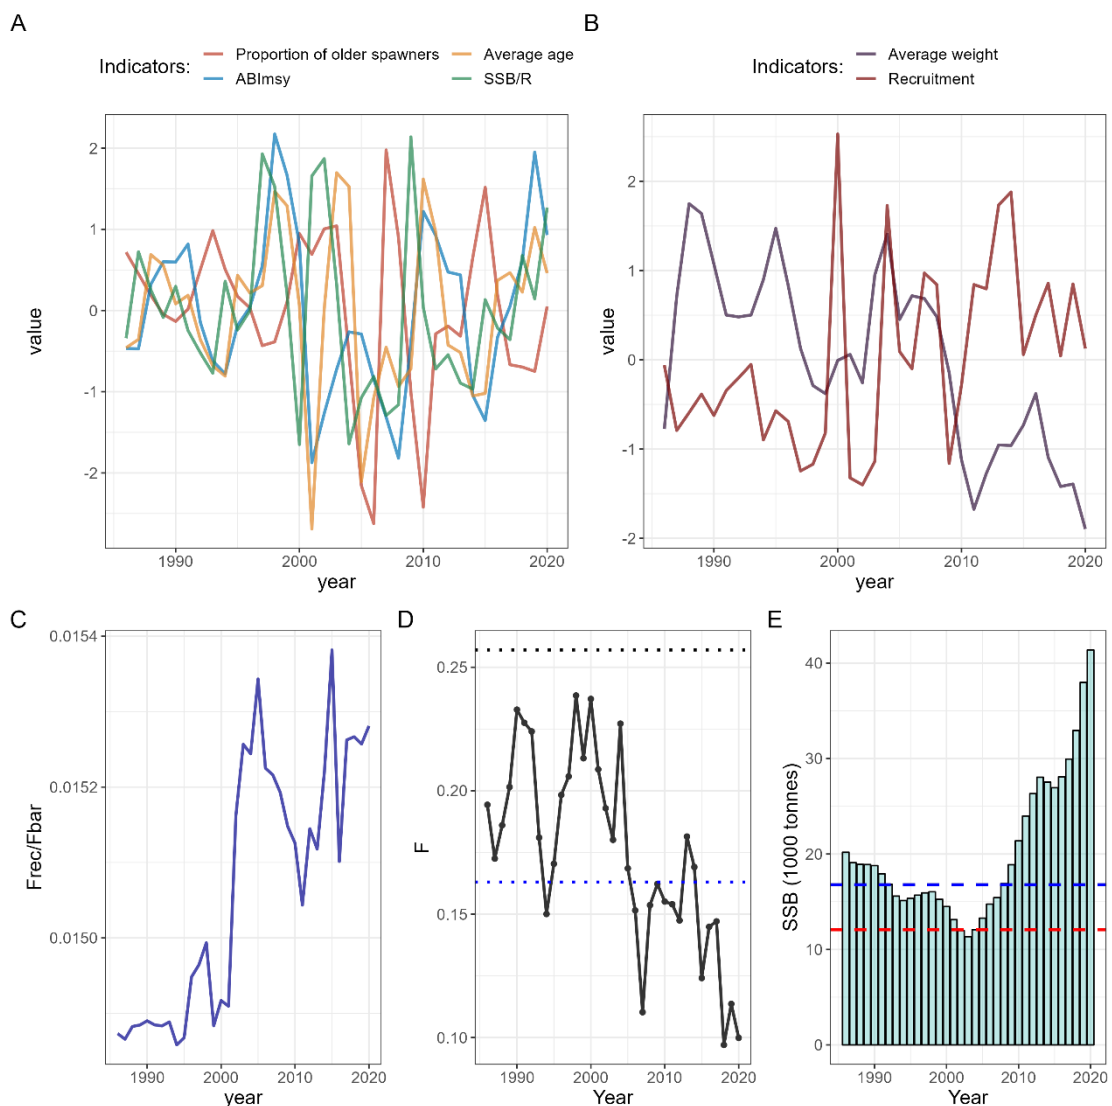 A
Indicators:
Proportion of older spawners
Average age
ABImsy
SSB/R
value
2
1
0
-1
-2
1990
2000
2010
2020
year
B
Indicators:
Average weight
Recruitment
value
2
1
0
-1
-2
1990
2000
2010
2020
year
C
Frec/Fbar
0.0154
0.0152
0.0150
1990
2000
2010
2020
year
D
F
0.25
0.20
0.15
0.10
1990
2000
2010
2020
Year
E
SSB (1000 tonnes)
40
30
20
10
0
1990
2000
2010
2020
Year